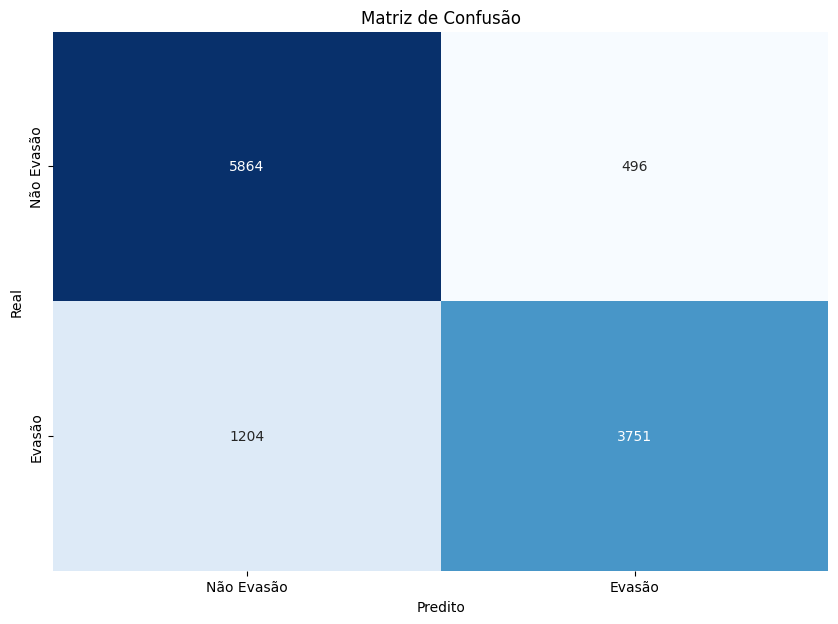 Matriz de Confusão
Não Evasão
5864
496
Real
Evasão
1204
3751
Não Evasão
Evasão
Predito